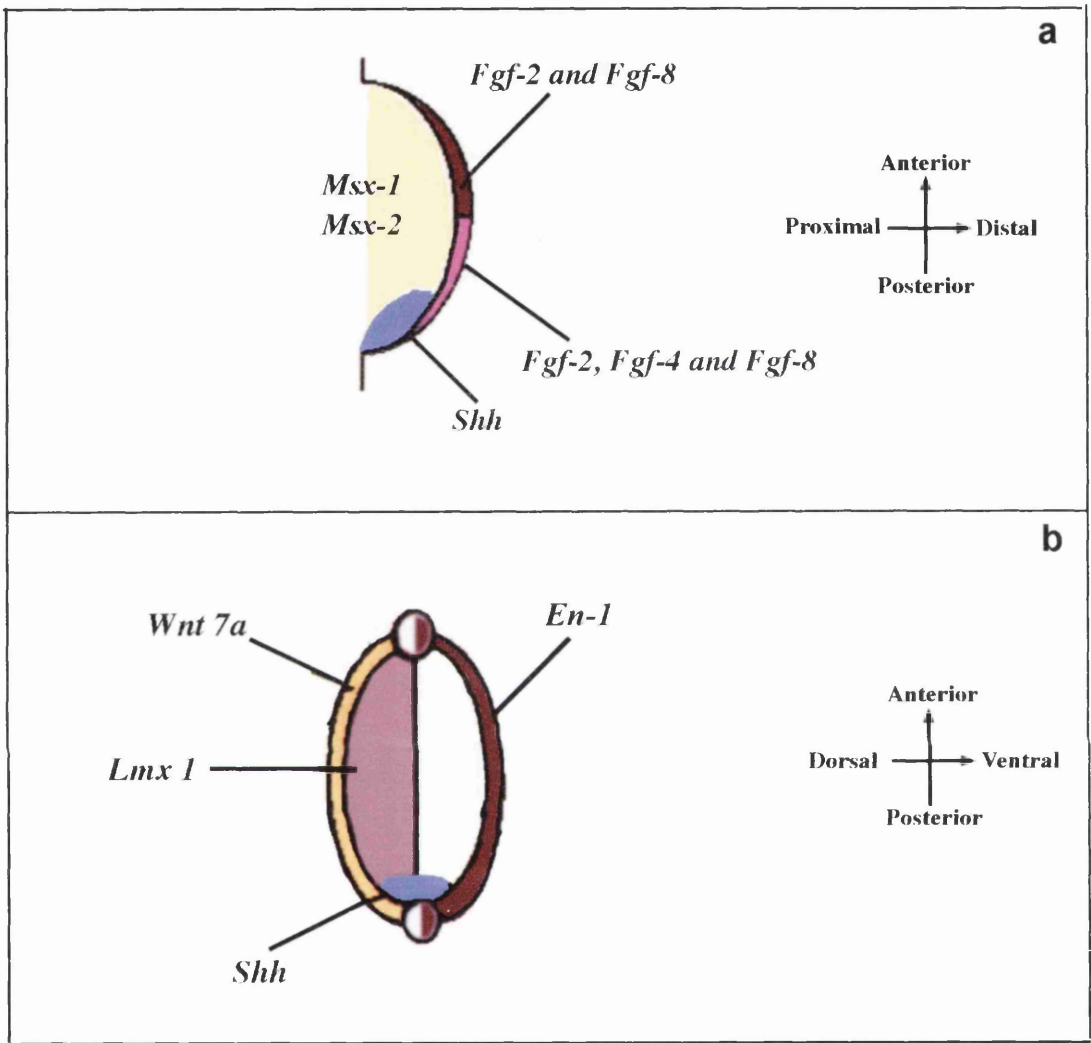 a
Fgf-2 and Fgf-8
Msx-1
Msx-2
Anterior
Proximal Distal
Posterior
Fgf-2, Fgf-4 and Fgf-8
Shh
b
Wnt 7a
En-1
Lmx 1
Anterior
Dorsal Ventral
Posterior
Shh